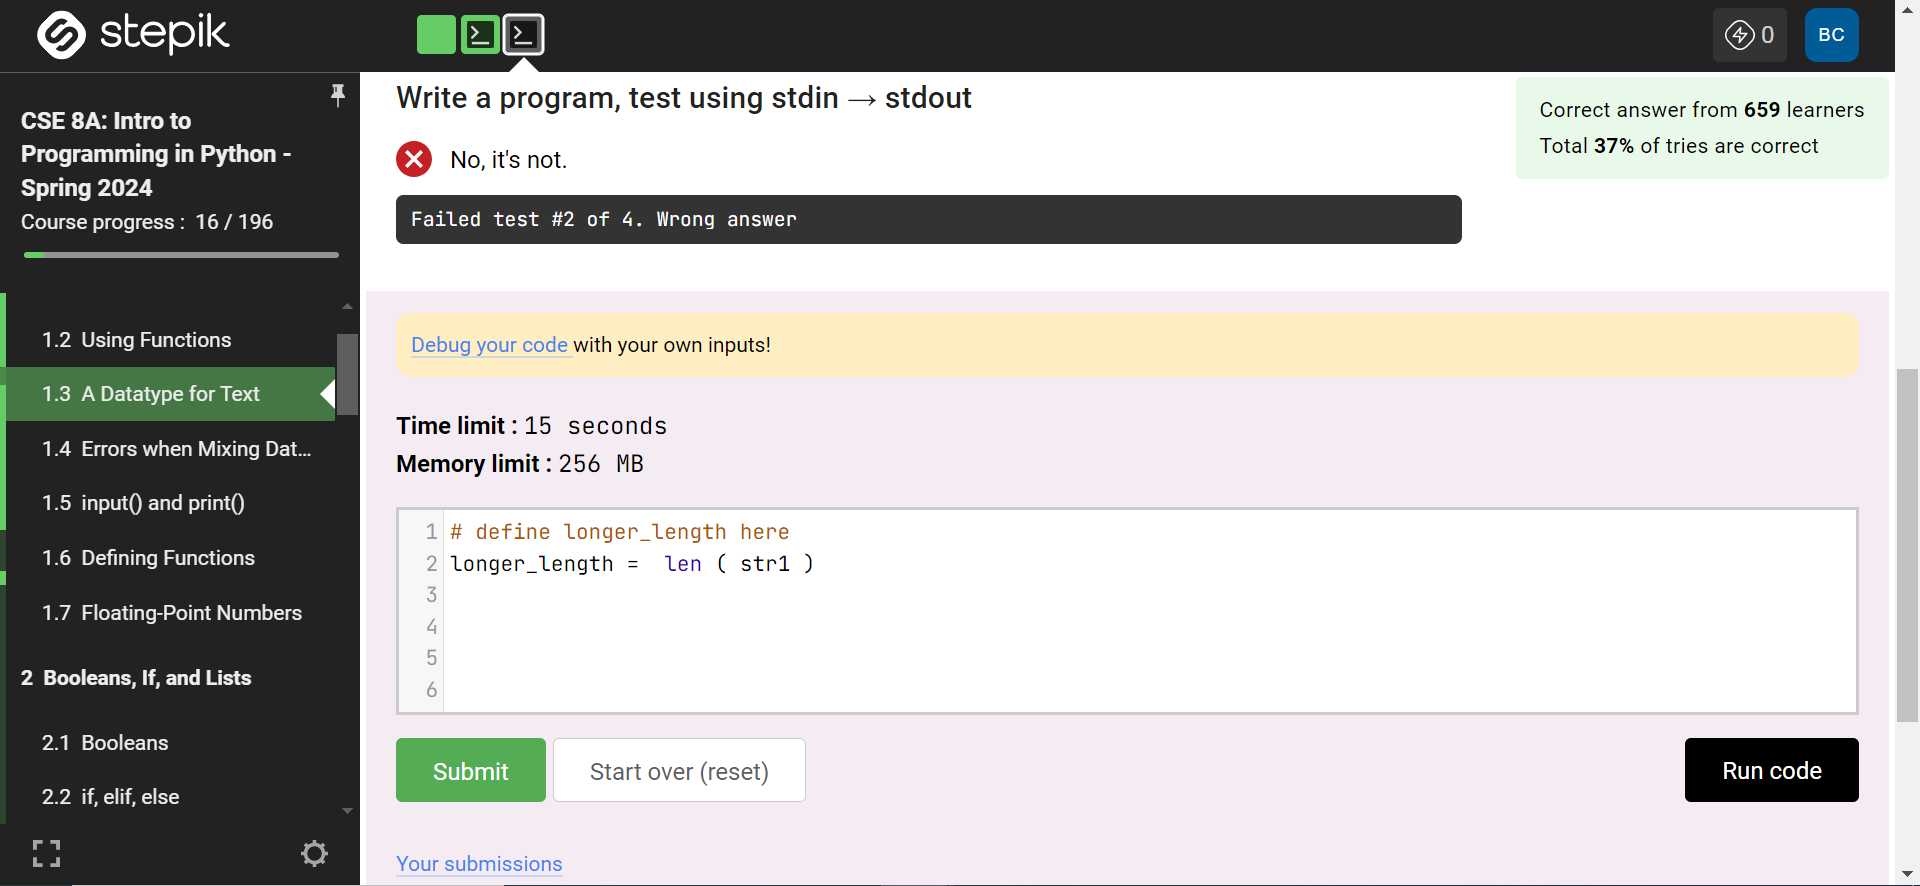 stepik
0
BC
CSE 8A: Intro to
Programming in Python -
Spring 2024
Course progress : 16 / 196
1.2 Using Functions
1.3 A Datatype for Text
1.4 Errors when Mixing Dat...
1.5 input() and print()
1.6 Defining Functions
1.7 Floating-Point Numbers
2 Booleans, If, and Lists
2.1 Booleans
2.2 if, elif, else
Write a program, test using stdin → stdout
Correct answer from 659 learners
Total 37% of tries are correct
No, it's not.
Failed test #2 of 4. Wrong answer
Debug your code with your own inputs!
Time limit : 15 seconds
Memory limit : 256 MB
1 # define longer_length here
2 longer_length =  len ( str1 )
3
4
5
6
Submit
Start over (reset)
Run code
Your submissions